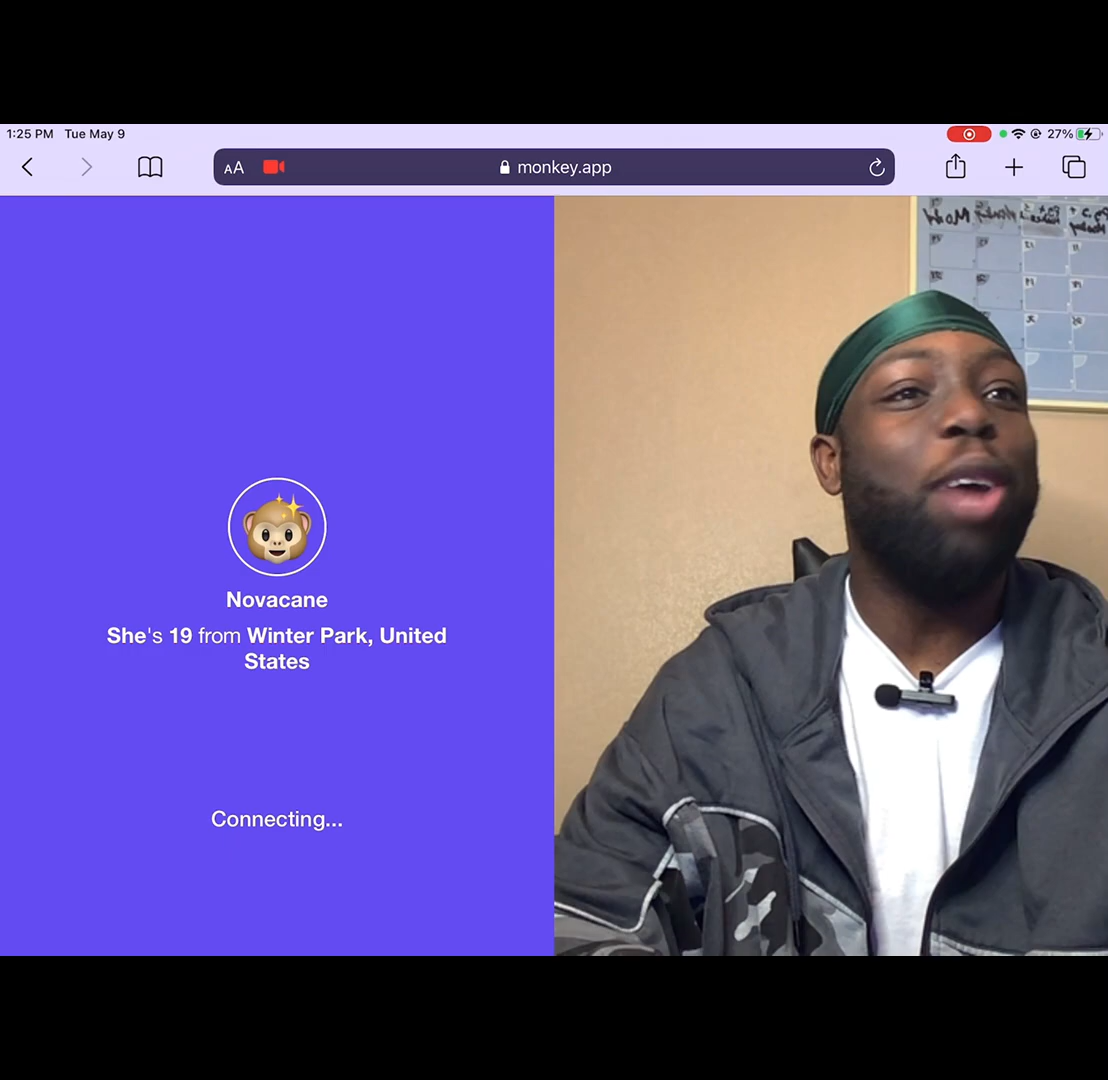 1:25 PM Tue May 9
27%
AA
monkey.app
Novacane
She's 19 from Winter Park, United
States
Connecting...